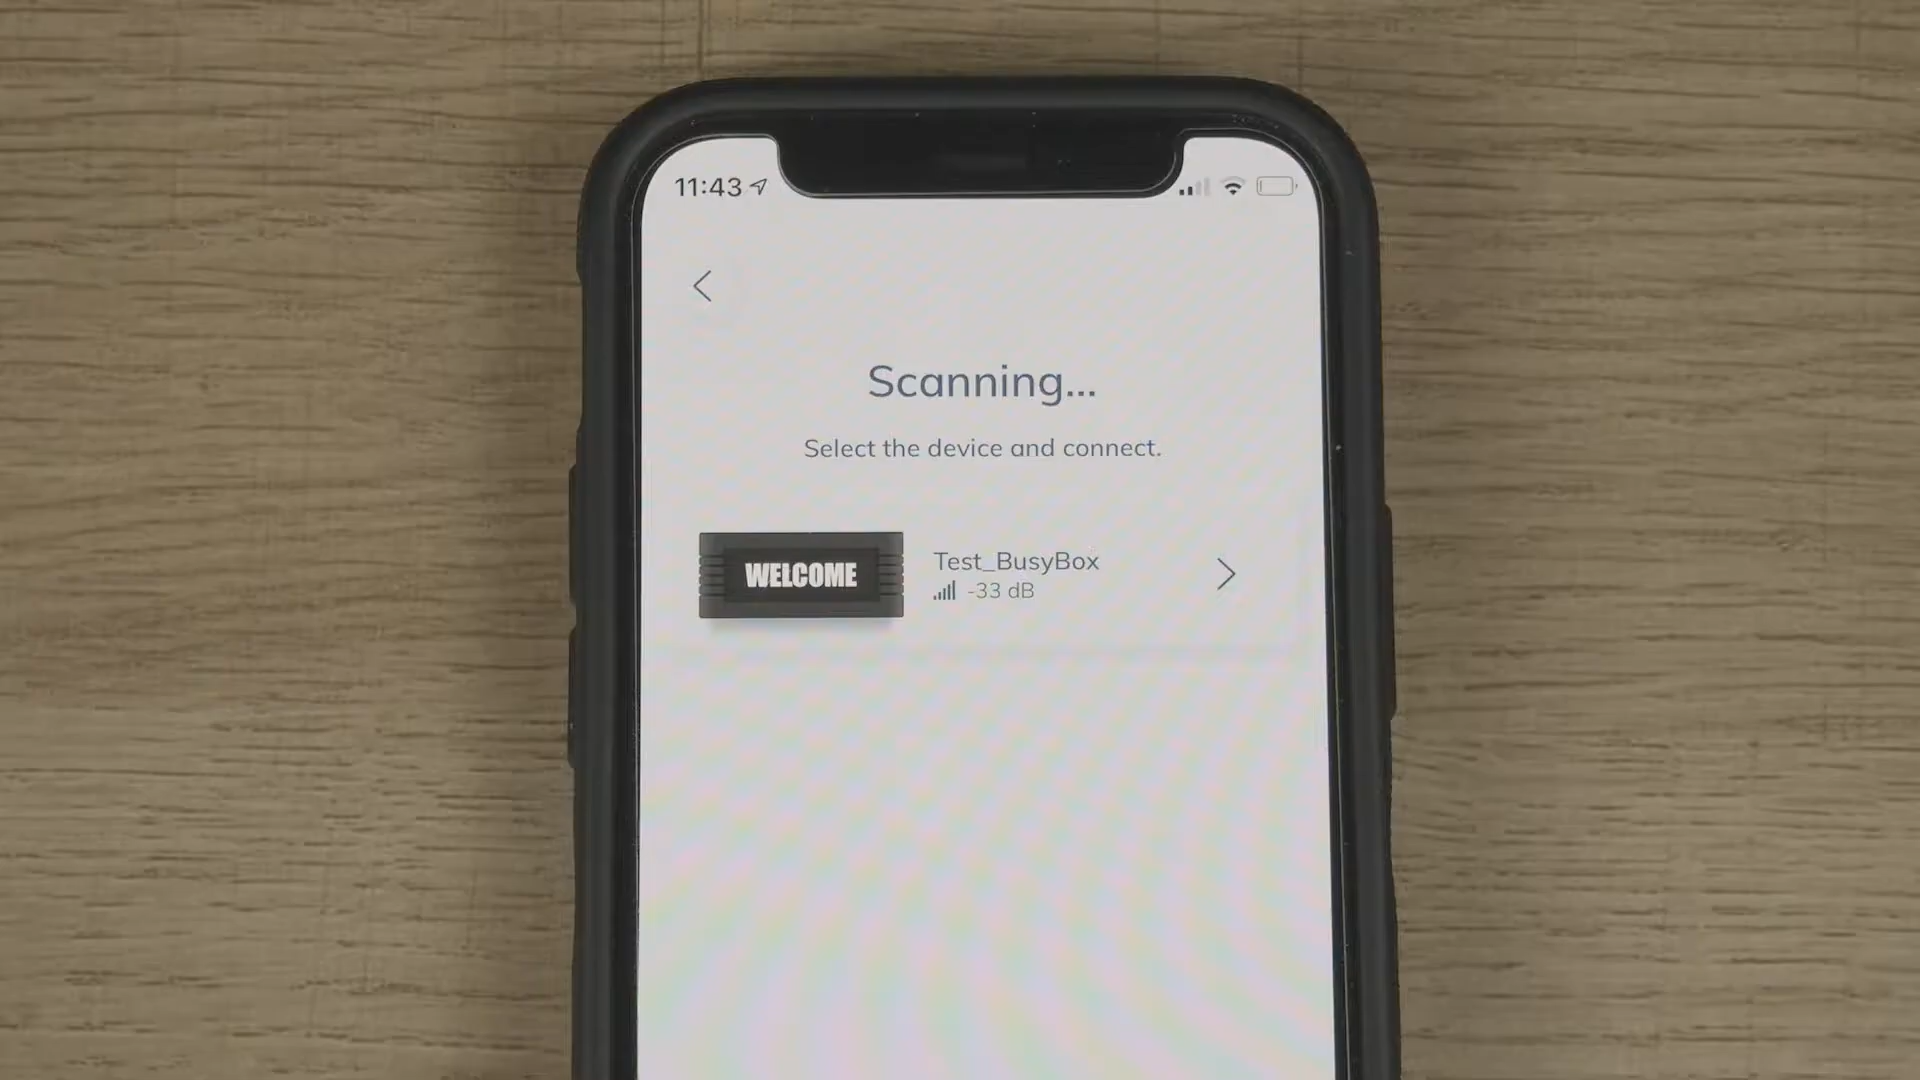 11:43
Scanning...
Select the device and connect.
WELCOME
Test_BusyBox
-33 dB